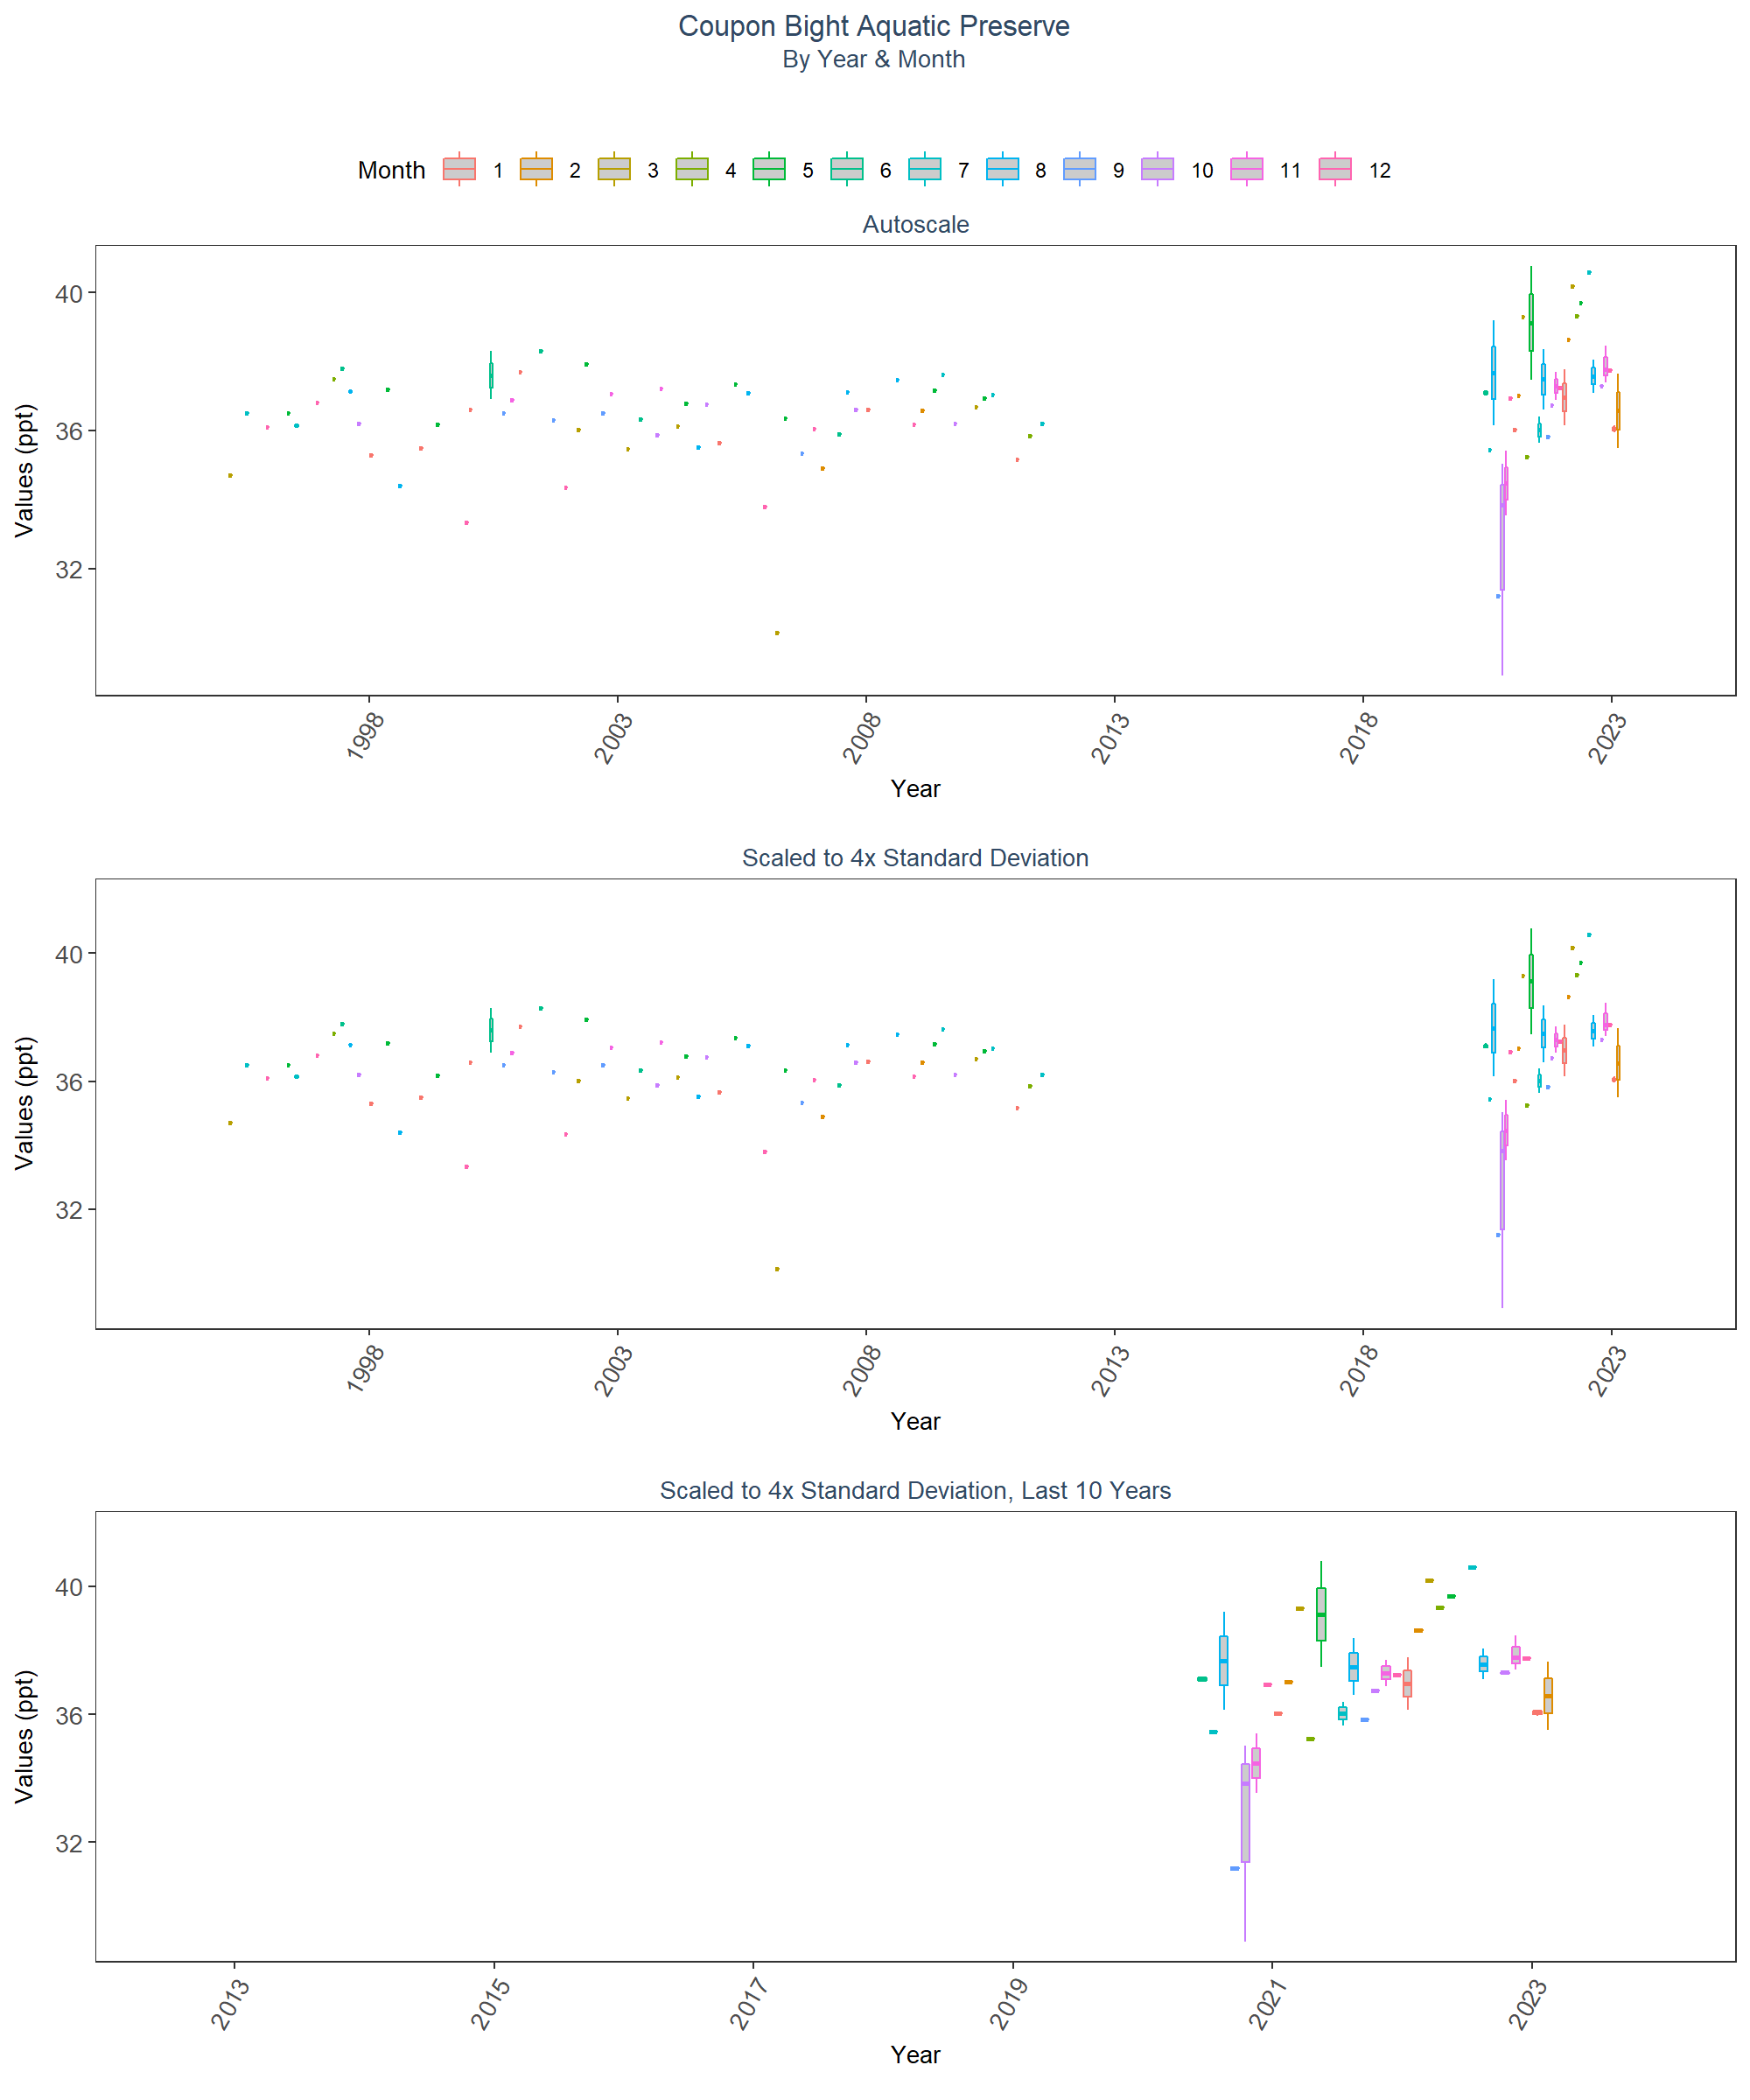 Coupon Bight Aquatic Preserve
By Year & Month
Month 1 2 3 4 5 6 7 8 9 10 11 12
Autoscale
40
36
32
Values (ppt)
1998 2003 2008 2013 2018 2023
Year
Scaled to 4x Standard Deviation
40
36
32
Values (ppt)
1998 2003 2008 2013 2018 2023
Year
Scaled to 4x Standard Deviation, Last 10 Years
40
36
32
Values (ppt)
2013 2015 2017 2019 2021 2023
Year